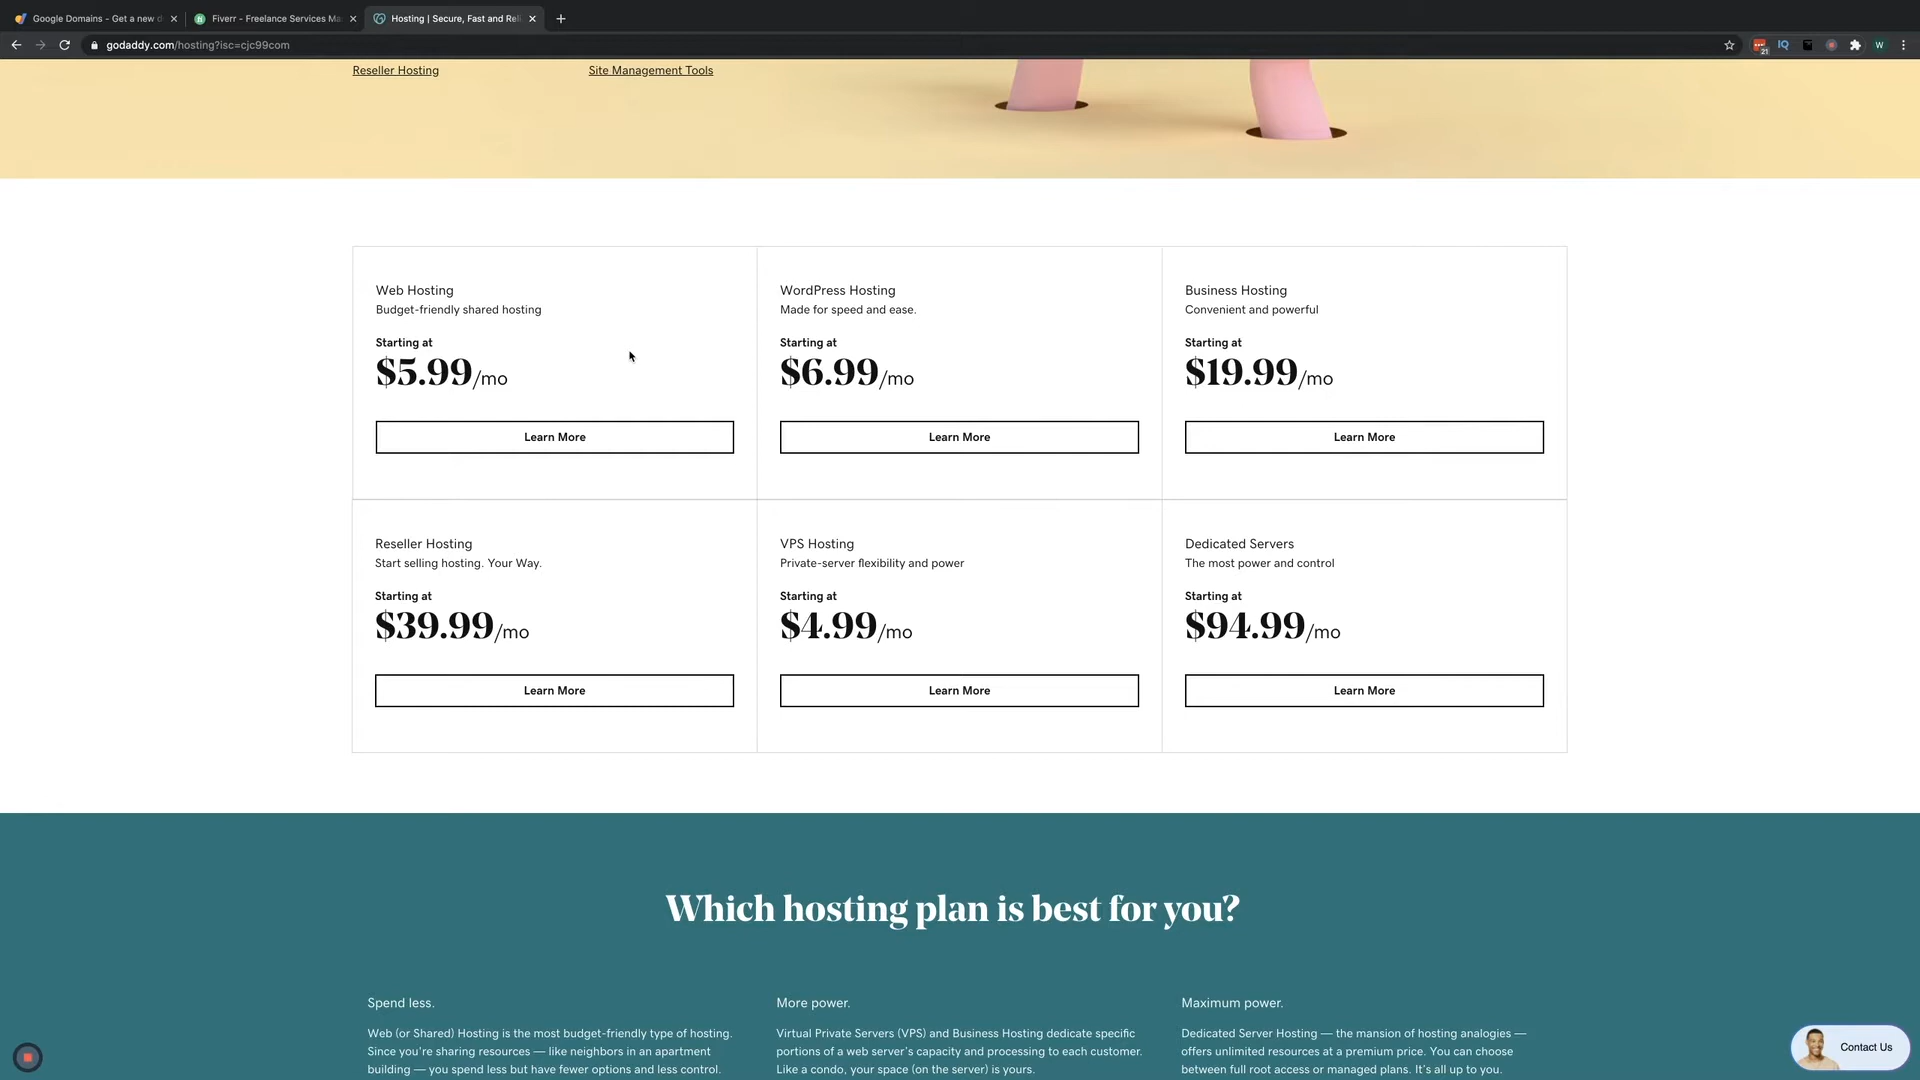 Google Domains - Get a new d
Fiverr - Freelance Services Ma
Hosting | Secure, Fast and Reli
godaddy.com/hosting?isc=cjc99com
21
IQ
W
Reseller Hosting
Site Management Tools
Web Hosting
Budget-friendly shared hosting
Starting at
$5.99/mo
Learn More
WordPress Hosting
Made for speed and ease.
Starting at
$6.99/mo
Learn More
Business Hosting
Convenient and powerful
Starting at
$19.99/mo
Learn More
Reseller Hosting
Start selling hosting. Your Way.
Starting at
$39.99/mo
Learn More
VPS Hosting
Private-server flexibility and power
Starting at
$4.99/mo
Learn More
Dedicated Servers
The most power and control
Starting at
$94.99/mo
Learn More
Which hosting plan is best for you?
Spend less.
Web (or Shared) Hosting is the most budget-friendly type of hosting.
Since you're sharing resources — like neighbors in an apartment
building — you spend less but have fewer options and less control.
More power.
Virtual Private Servers (VPS) and Business Hosting dedicate specific
portions of a web server's capacity and processing to each customer.
Like a condo, your space (on the server) is yours.
Maximum power.
Dedicated Server Hosting — the mansion of hosting analogies —
offers unlimited resources at a premium price. You can choose
between full root access or managed plans. It's all up to you.
Contact Us